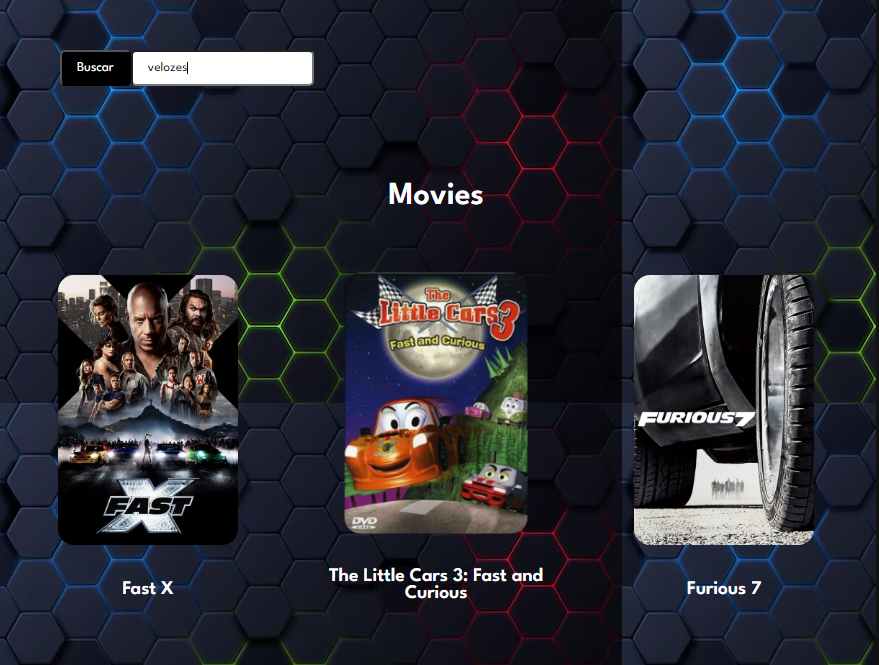 Buscar
velozes
Movies
FAST X
The
Little Cars 3
Fast and Curious
DVD
VIDEO
FURIOUS 7
Fast X
The Little Cars 3: Fast and
Curious
Furious 7